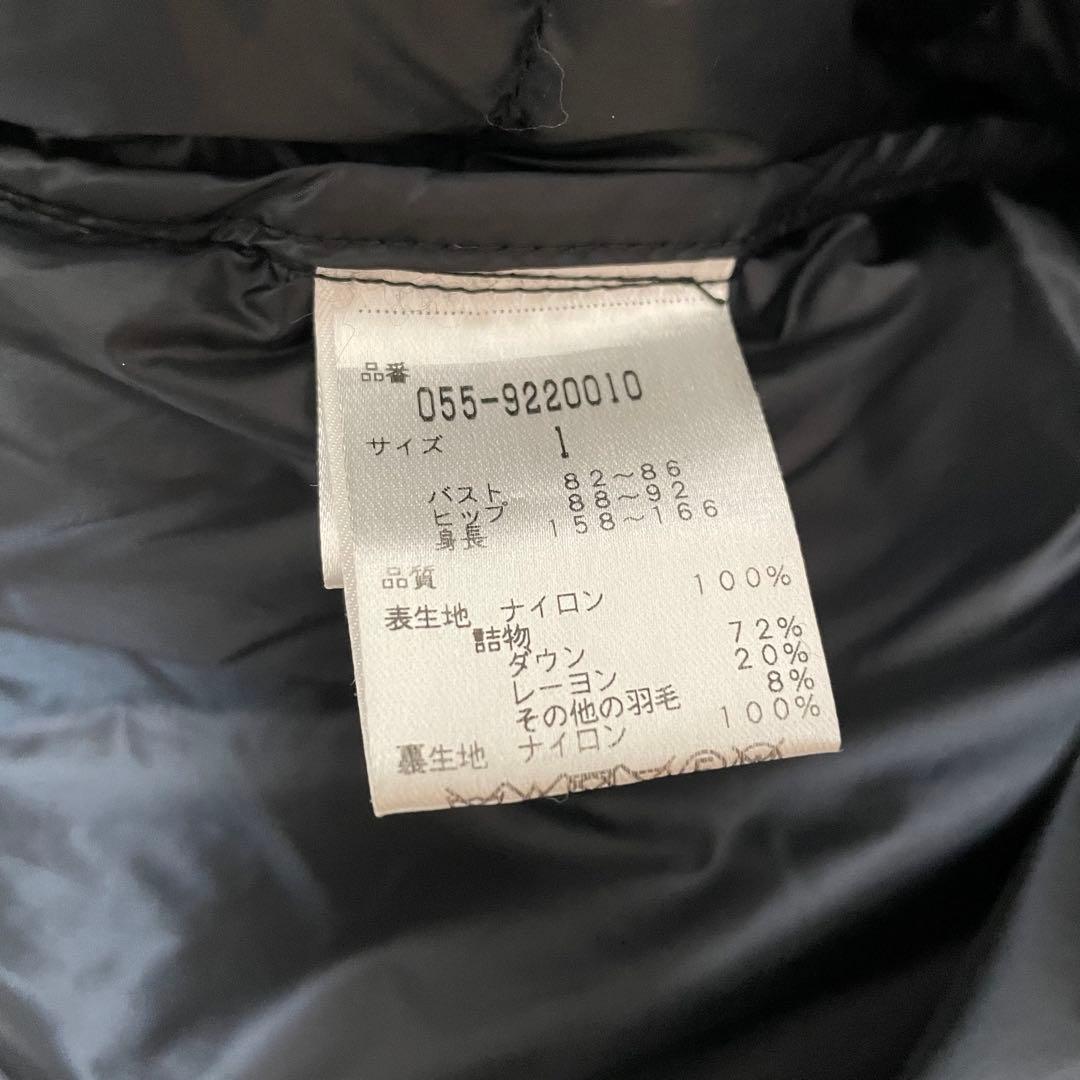 品番
055-9220010
サイズ 1
バスト 82～86
ヒップ 88～92
身長 158～166
品質
表生地 ナイロン 100%
詰物
ダウン 72%
レーヨン 20%
その他の羽毛 8%
裏生地 ナイロン 100%